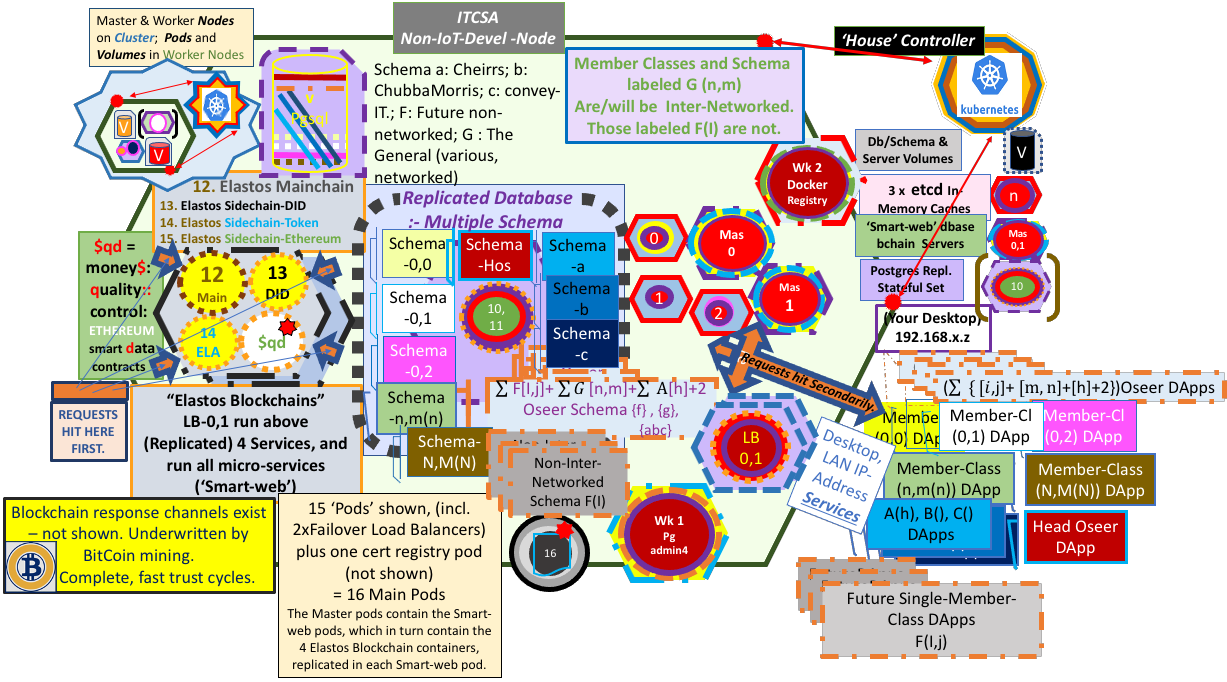 ITCSA
Non-IoT-Devel -Node
Master & Worker Nodes
on Cluster; Pods and
Volumes in Worker Nodes
V
V
Pgsql
Schema a: Cheirrs; b:
ChubbaMorris; c: convey-
IT.; F: Future non-
networked; G : The
General (various,
networked)
Member Classes and Schema
labeled G (n,m)
Are/will be Inter-Networked.
Those labeled F(I) are not.
‘House’ Controller
kubernetes
V
Db/Schema &
Server Volumes
3 x etcd In-
Memory Caches
n
‘Smart-web’ dbase
bchain Servers
Mas
0,1
Postgres Repl.
Stateful Set
10
(Your Desktop)
192.168.x.z
Wk 2
Docker
Registry
12. Elastos Mainchain
13. Elastos Sidechain-DID
14. Elastos Sidechain-Token
15. Elastos Sidechain-Ethereum
$qd =
money$:
quality::
control:
ETHEREUM
smart data
contracts
12
Main
13
DID
14
ELA
$qd
REQUESTS
HIT HERE
FIRST.
“Elastos Blockchains”
LB-0,1 run above
(Replicated) 4 Services, and
run all micro-services
(‘Smart-web’)
Replicated Database
:- Multiple Schema
Schema
-0,0
Schema
-Hos
Schema
-a
Schema
-0,1
10,
11
Schema
-b
Schema
-0,2
Schema
-c
Schema
-n,m(n)
Schema-
N,M(N)
∑ F[I,j]+ ∑ G [n,m]+∑ A[h]+2
Oseer Schema {f} , {g},
{abc}
Non-Inter-
Networked
Schema F(I)
0
1
2
Mas
0
Mas
1
Requests hit Secondarily.
LB
0,1
Wk 1
Pg
admin4
16
Desktop,
LAN IP-
Address
Services
(∑ { [i,j]+ [m, n]+[h]+2})Oseer DApps
Member
(0,0) DAp
Member-Cl
(0,1) DApp
Member-Cl
(0,2) DApp
Member-Class
(n,m(n)) DApp
Member-Class
(N,M(N)) DApp
A(h), B(), C()
DApps
Head Oseer
DApp
Future Single-Member-
Class DApps
F(I,j)
Blockchain response channels exist
– not shown. Underwritten by
BitCoin mining.
Complete, fast trust cycles.
15 ‘Pods’ shown, (incl.
2xFailover Load Balancers)
plus one cert registry pod
(not shown)
= 16 Main Pods
The Master pods contain the Smart-
web pods, which in turn contain the
4 Elastos Blockchain containers,
replicated in each Smart-web pod.